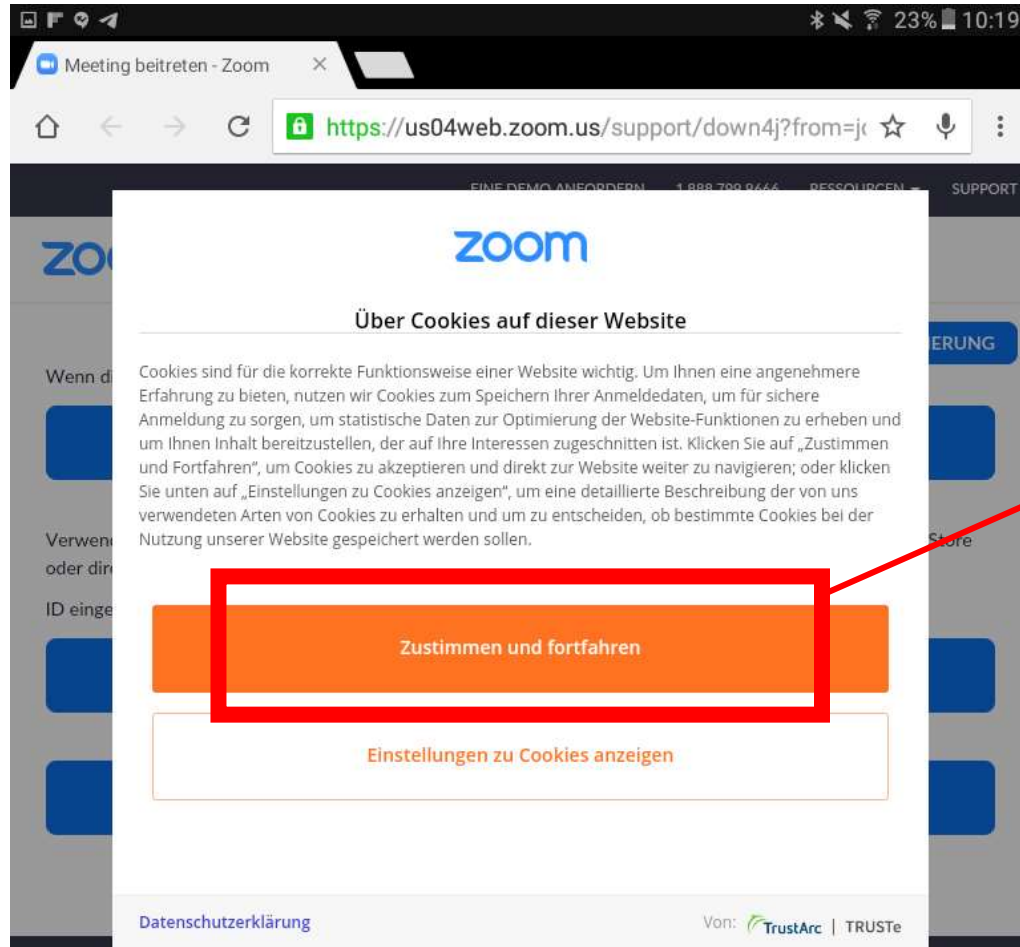 23% 10:19
Meeting beitreten - Zoom
https://us04web.zoom.us/support/down4j?from=jc
EINE DEMO ANFORDERN 1.888.799.9666 RESSOURCEN SUPPORT
zoom
ZO
Über Cookies auf dieser Website
ERUNG
Wenn di
Cookies sind für die korrekte Funktionsweise einer Website wichtig. Um Ihnen eine angenehmere
Erfahrung zu bieten, nutzen wir Cookies zum Speichern Ihrer Anmeldedaten, um für sichere
Anmeldung zu sorgen, um statistische Daten zur Optimierung der Website-Funktionen zu erheben und
um Ihnen Inhalt bereitzustellen, der auf Ihre Interessen zugeschnitten ist. Klicken Sie auf „Zustimmen
und Fortfahren“, um Cookies zu akzeptieren und direkt zur Website weiter zu navigieren; oder klicken
Sie unten auf „Einstellungen zu Cookies anzeigen“, um eine detaillierte Beschreibung der von uns
verwendeten Arten von Cookies zu erhalten und um zu entscheiden, ob bestimmte Cookies bei der
Nutzung unserer Website gespeichert werden sollen.
Verwen
Store
oder dire
ID einge
Zustimmen und fortfahren
Einstellungen zu Cookies anzeigen
Datenschutzerklärung
Von: TrustArc | TRUSTe